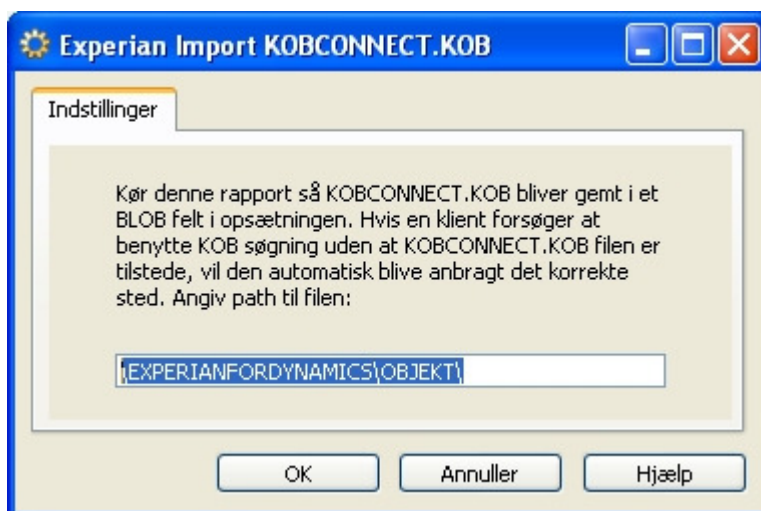 Experian Import KOBCONNECT.KOB
Indstillinger
Kør denne rapport så KOBCONNECT.KOB bliver gemt i et
BLOB felt i opsætningen. Hvis en klient forsøger at
benytte KOB søgning uden at KOBCONNECT.KOB filen er
tilstede, vil den automatisk blive anbragt det korrekte
sted. Angiv path til filen:
\EXPERIANFORDYNAMICS\OBJEKT\
OK Annuller Hjælp